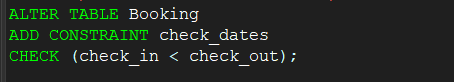 ALTER TABLE Booking
ADD CONSTRAINT check_dates
CHECK (check_in < check_out);